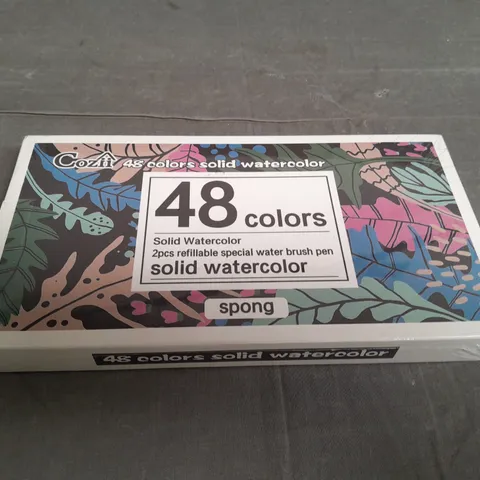 Cozii 48 colors solid watercolor
48 colors
Solid Watercolor
2pcs refillable special water brush pen
solid watercolor
spong
48 colors solid watercolor